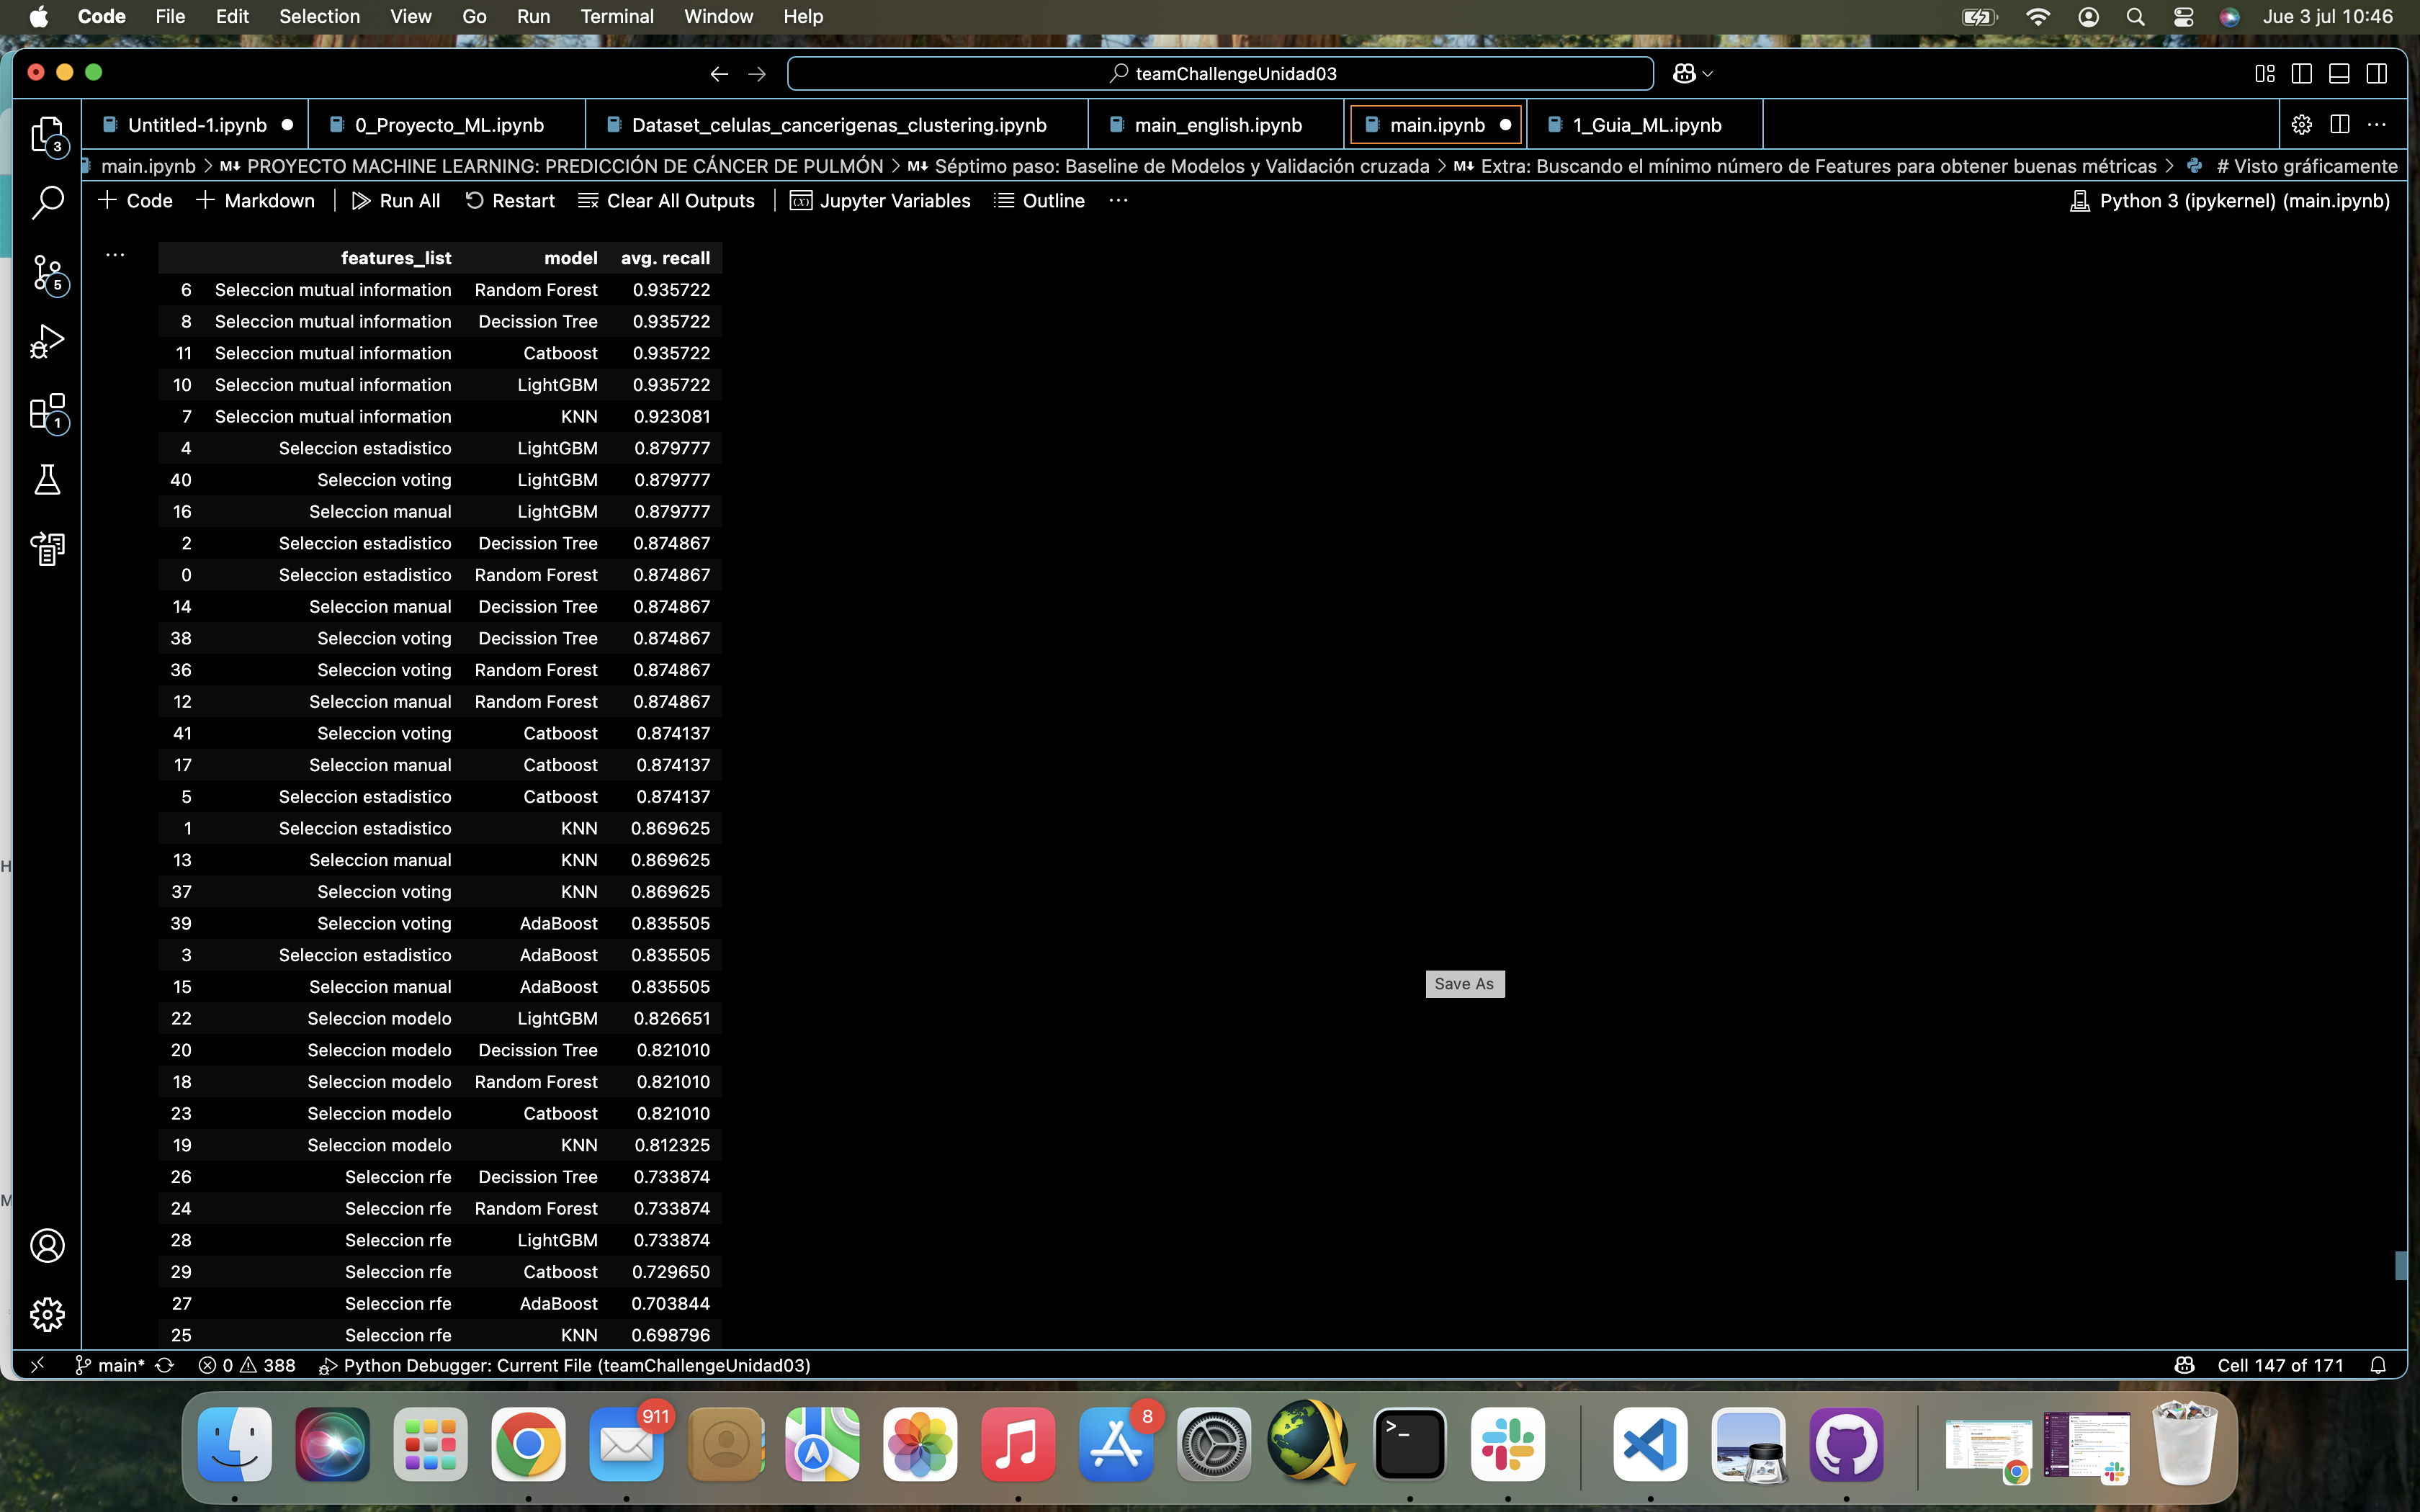 Code File Edit Selection View Go Run Terminal Window Help Jue 3 jul 10:46
teamChallengeUnidad03
Untitled-1.ipynb 0_Proyecto_ML.ipynb Dataset_celulas_cancerigenas_clustering.ipynb main_english.ipynb main.ipynb 1_Guia_ML.ipynb
3
main.ipynb > M↓ PROYECTO MACHINE LEARNING: PREDICCIÓN DE CÁNCER DE PULMÓN > M↓ Séptimo paso: Baseline de Modelos y Validación cruzada > M↓ Extra: Buscando el mínimo número de Features para obtener buenas métricas > # Visto gráficamente
+ Code + Markdown Run All Restart Clear All Outputs Jupyter Variables Outline ... Python 3 (ipykernel) (main.ipynb)
... features_list model avg. recall
5
1
6 Seleccion mutual information Random Forest 0.935722
8 Seleccion mutual information Decission Tree 0.935722
11 Seleccion mutual information Catboost 0.935722
10 Seleccion mutual information LightGBM 0.935722
7 Seleccion mutual information KNN 0.923081
4 Seleccion estadistico LightGBM 0.879777
40 Seleccion voting LightGBM 0.879777
16 Seleccion manual LightGBM 0.879777
2 Seleccion estadistico Decission Tree 0.874867
0 Seleccion estadistico Random Forest 0.874867
14 Seleccion manual Decission Tree 0.874867
38 Seleccion voting Decission Tree 0.874867
36 Seleccion voting Random Forest 0.874867
12 Seleccion manual Random Forest 0.874867
41 Seleccion voting Catboost 0.874137
17 Seleccion manual Catboost 0.874137
5 Seleccion estadistico Catboost 0.874137
1 Seleccion estadistico KNN 0.869625
13 Seleccion manual KNN 0.869625
37 Seleccion voting KNN 0.869625
39 Seleccion voting AdaBoost 0.835505
3 Seleccion estadistico AdaBoost 0.835505
15 Seleccion manual AdaBoost 0.835505
Save As
22 Seleccion modelo LightGBM 0.826651
20 Seleccion modelo Decission Tree 0.821010
18 Seleccion modelo Random Forest 0.821010
23 Seleccion modelo Catboost 0.821010
19 Seleccion modelo KNN 0.812325
26 Seleccion rfe Decission Tree 0.733874
24 Seleccion rfe Random Forest 0.733874
28 Seleccion rfe LightGBM 0.733874
29 Seleccion rfe Catboost 0.729650
27 Seleccion rfe AdaBoost 0.703844
25 Seleccion rfe KNN 0.698796
main* 0 388 Python Debugger: Current File (teamChallengeUnidad03) Cell 147 of 171
911
8